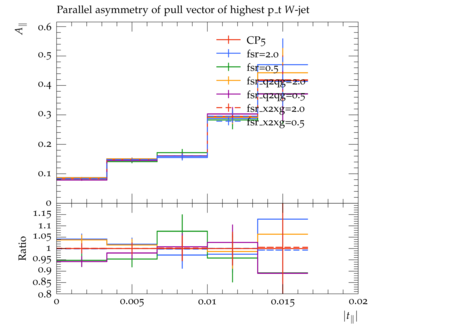 Parallel asymmetry of pull vector of highest p_t W-jet
A∥
0.6
0.5
0.4
0.3
0.2
0.1
0
CP5
fsr=2.0
fsr=0.5
fsr_q2qg=2.0
fsr_q2qg=0.5
fsr_x2xg=2.0
fsr_x2xg=0.5
Ratio
1.15
1.1
1.05
1.0
0.95
0.9
0.85
0.8
0 0.005 0.01 0.015 0.02
|t∥|